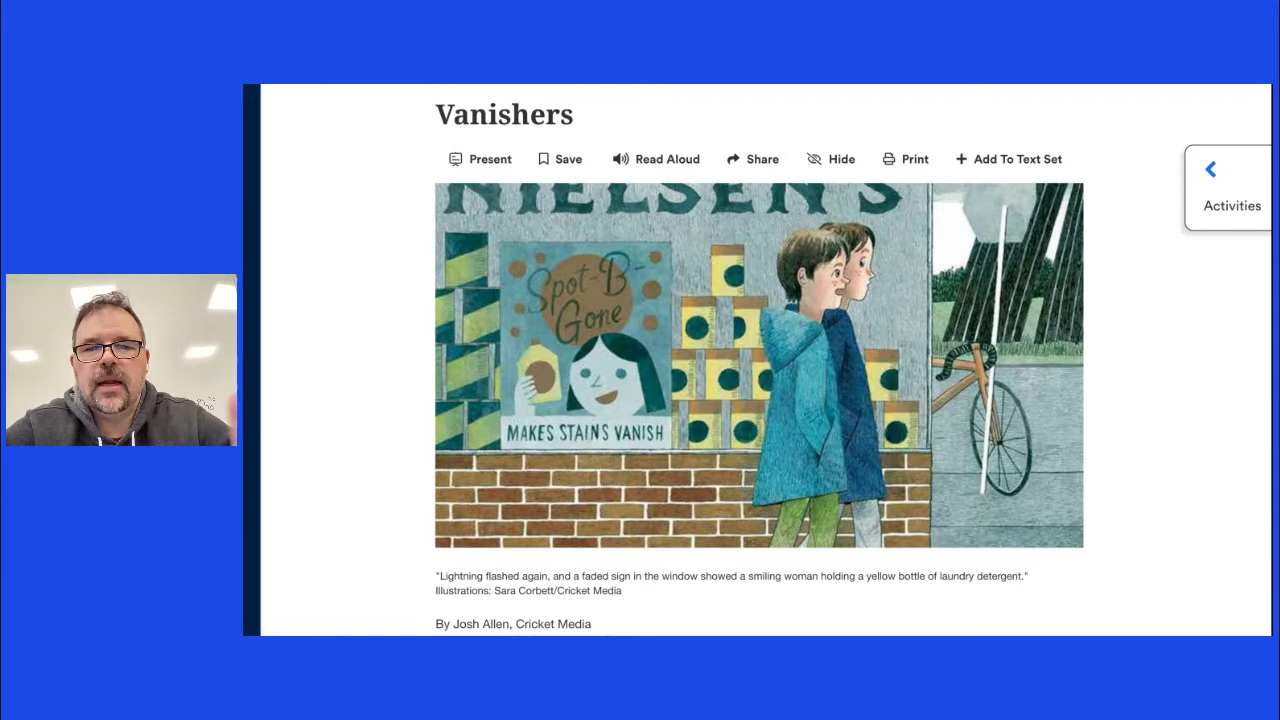 Vanishers
Present Save Read Aloud Share Hide Print Add To Text Set
Activities
NIELSEN'S
Spot-B-
Gone
MAKES STAINS VANISH
"Lightning flashed again, and a faded sign in the window showed a smiling woman holding a yellow bottle of laundry detergent."
Illustrations: Sara Corbett/Cricket Media
By Josh Allen, Cricket Media